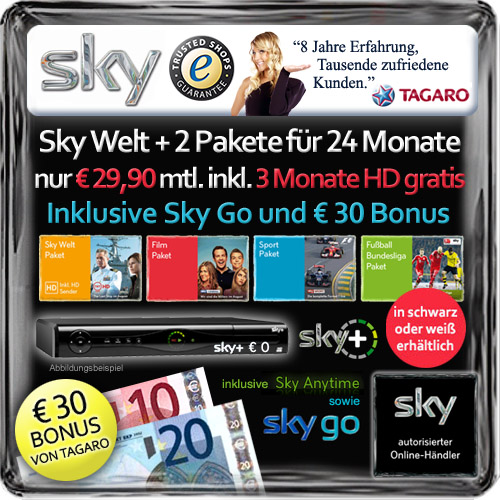 sky
TRUSTED SHOPS
e
GUARANTEE
“8 Jahre Erfahrung,
Tausende zufriedene
Kunden.”
TAGARO
Sky Welt + 2 Pakete für 24 Monate
nur € 29,90 mtl. inkl. 3 Monate HD gratis
Inklusive Sky Go und € 30 Bonus
Sky Welt
Paket
HD Inkl. HD
Sender
Film
Paket
Sport
Paket
Fußball
Bundesliga
Paket
sky+
sky+ € 0
sky+
in schwarz
oder weiß
erhältlich
Abbildungsbeispiel
€ 30
BONUS
VON TAGARO
10
20
inklusive Sky Anytime
sowie
sky go
sky
autorisierter
Online-Händler